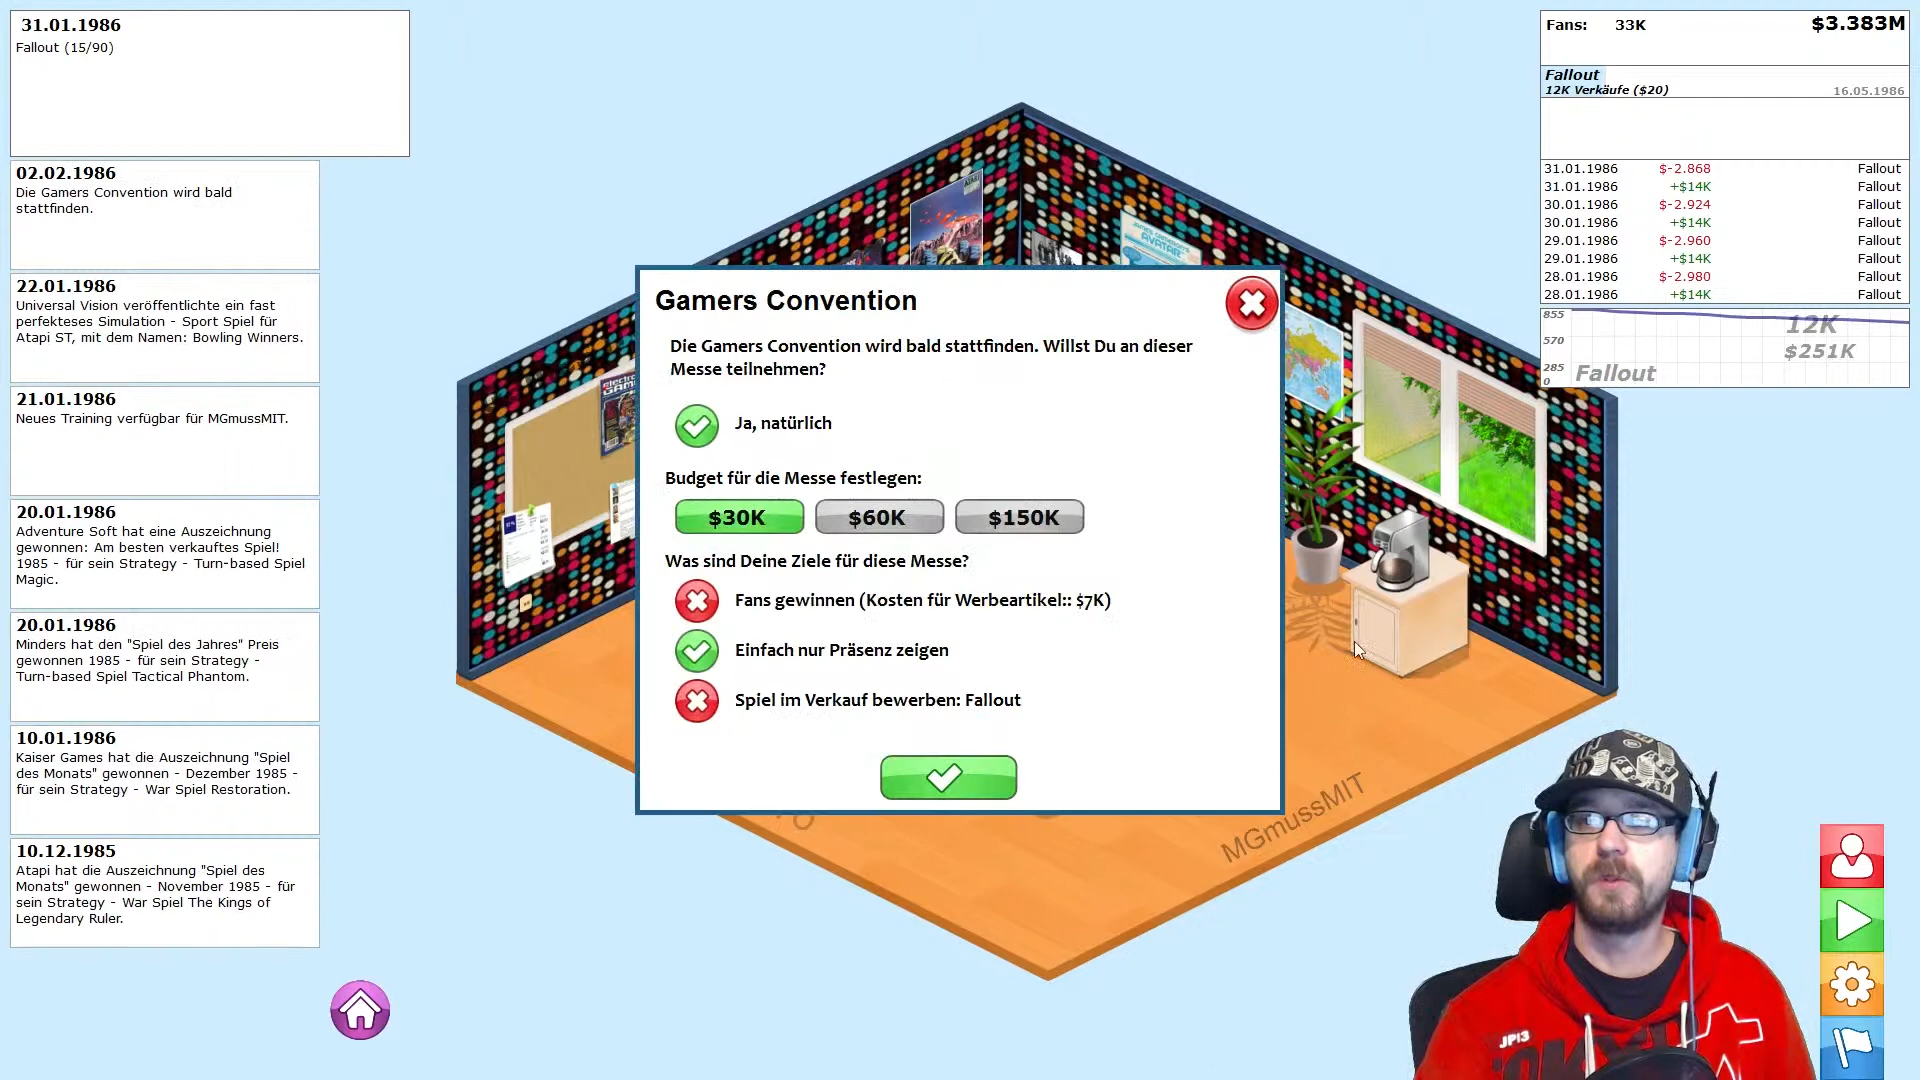 31.01.1986
Fallout (15/90)
02.02.1986
Die Gamers Convention wird bald
stattfinden.
22.01.1986
Universal Vision veröffentlichte ein fast
perfekteses Simulation - Sport Spiel für
Atapi ST, mit dem Namen: Bowling Winners.
21.01.1986
Neues Training verfügbar für MGmussMIT.
20.01.1986
Adventure Soft hat eine Auszeichnung
gewonnen: Am besten verkauftes Spiel!
1985 - für sein Strategy - Turn-based Spiel
Magic.
20.01.1986
Minders hat den "Spiel des Jahres" Preis
gewonnen 1985 - für sein Strategy -
Turn-based Spiel Tactical Phantom.
10.01.1986
Kaiser Games hat die Auszeichnung "Spiel
des Monats" gewonnen - Dezember 1985 -
für sein Strategy - War Spiel Restoration.
10.12.1985
Atapi hat die Auszeichnung "Spiel des
Monats" gewonnen - November 1985 - für
sein Strategy - War Spiel The Kings of
Legendary Ruler.
ATARI
JAMES CAMERON'S
AVATAR
Gamers Convention
Die Gamers Convention wird bald stattfinden. Willst Du an dieser
Messe teilnehmen?
Ja, natürlich
Budget für die Messe festlegen:
$30K $60K $150K
Was sind Deine Ziele für diese Messe?
Fans gewinnen (Kosten für Werbeartikel:: $7K)
Einfach nur Präsenz zeigen
Spiel im Verkauf bewerben: Fallout
MGmussMIT
Fans: 33K $3.383M
Fallout
12K Verkäufe ($20) 16.05.1986
31.01.1986 $-2.868 Fallout
31.01.1986 +$14K Fallout
30.01.1986 $-2.924 Fallout
30.01.1986 +$14K Fallout
29.01.1986 $-2.960 Fallout
29.01.1986 +$14K Fallout
28.01.1986 $-2.980 Fallout
28.01.1986 +$14K Fallout
855
570
285
0
12K
$251K
Fallout
JP13